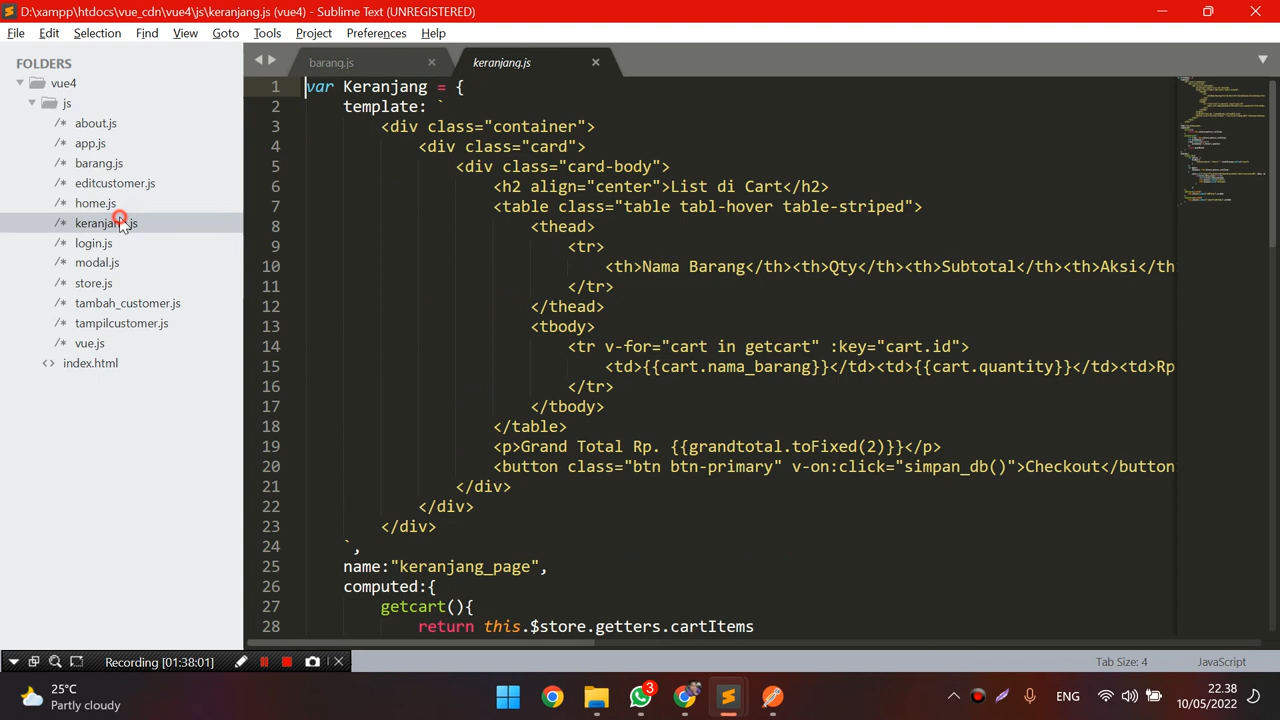 D:\xampp\htdocs\vue_cdn\vue4\js\keranjang.js (vue4) - Sublime Text (UNREGISTERED)
File Edit Selection Find View Goto Tools Project Preferences Help
FOLDERS
vue4
js
/* about.js
/* app.js
/* barang.js
/* editcustomer.js
/* home.js
/* keranjang.js
/* login.js
/* modal.js
/* store.js
/* tambah_customer.js
/* tampilcustomer.js
/* vue.js
<> index.html
barang.js keranjang.js
1 var Keranjang = {
2 template: `
3 <div class="container">
4 <div class="card">
5 <div class="card-body">
6 <h2 align="center">List di Cart</h2>
7 <table class="table tabl-hover table-striped">
8 <thead>
9 <tr>
10 <th>Nama Barang</th><th>Qty</th><th>Subtotal</th><th>Aksi</th
11 </tr>
12 </thead>
13 <tbody>
14 <tr v-for="cart in getcart" :key="cart.id">
15 <td>{{cart.nama_barang}}</td><td>{{cart.quantity}}</td><td>Rp
16 </tr>
17 </tbody>
18 </table>
19 <p>Grand Total Rp. {{grandtotal.toFixed(2)}}</p>
20 <button class="btn btn-primary" v-on:click="simpan_db()">Checkout</button
21 </div>
22 </div>
23 </div>
24 `,
25 name:"keranjang_page",
26 computed:{
27 getcart(){
28 return this.$store.getters.cartItems
Recording [01:38:01]
Tab Size: 4 JavaScript
25°C
Partly cloudy
3
ENG
22.38
10/05/2022